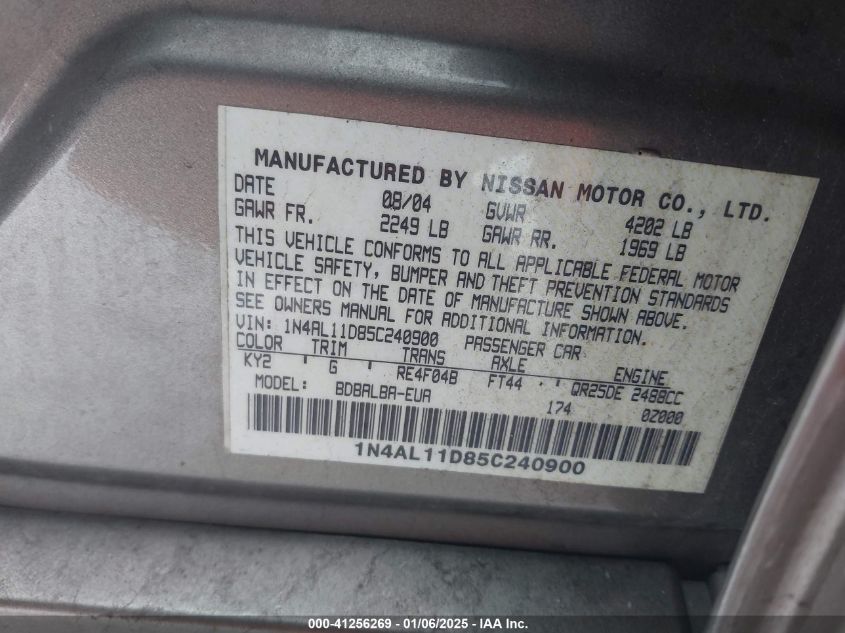 MANUFACTURED BY NISSAN MOTOR CO., LTD.
DATE 08/04 GVWR 4202 LB
GAWR FR. 2249 LB GAWR RR. 1969 LB
THIS VEHICLE CONFORMS TO ALL APPLICABLE FEDERAL MOTOR
VEHICLE SAFETY, BUMPER AND THEFT PREVENTION STANDARDS
IN EFFECT ON THE DATE OF MANUFACTURE SHOWN ABOVE.
SEE OWNERS MANUAL FOR ADDITIONAL INFORMATION.
VIN: 1N4AL11D85C240900 PASSENGER CAR
COLOR TRIM TRANS AXLE ENGINE
KY2 G RE4F04B FT44 QR25DE 2488CC
MODEL: BDBALBA-EUA 174 0Z000
1N4AL11D85C240900
000-41256269 - 01/06/2025 - IAA Inc.